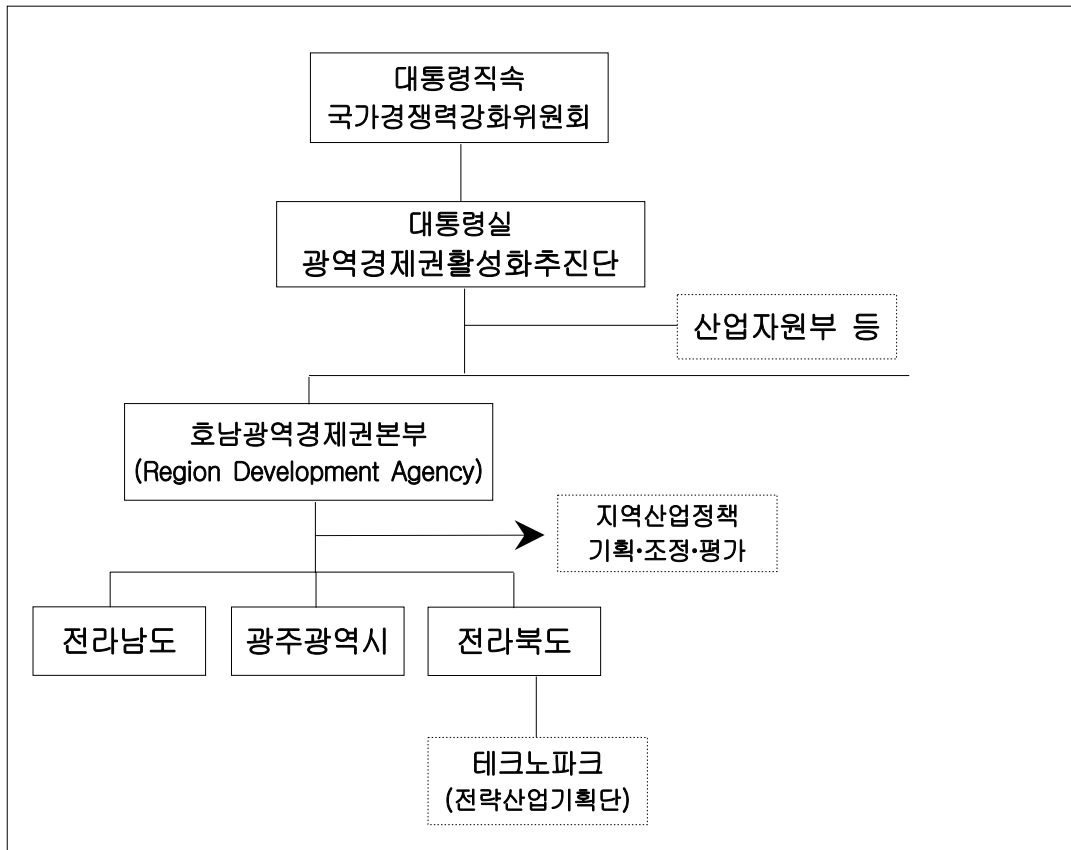 대통령직속
국가경쟁력강화위원회
대통령실
광역경제권활성화추진단
산업자원부 등
호남광역경제권본부
(Region Development Agency)
지역산업정책
기획·조정·평가
전라남도
광주광역시
전라북도
테크노파크
(전략산업기획단)